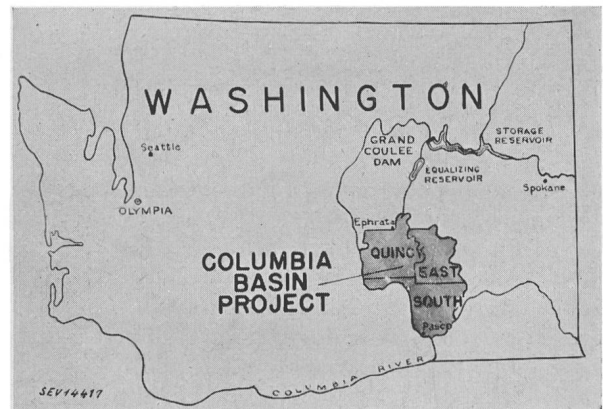 WASHINGTON
GRAND
COULEE
DAM
STORAGE
RESERVOIR
Seattle
EQUALIZING
RESERVOIR
Spokane
OLYMPIA
Ephrata
QUINCY
COLUMBIA
BASIN
PROJECT
EAST
SOUTH
Pasco
COLUMBIA RIVER
SEV14417